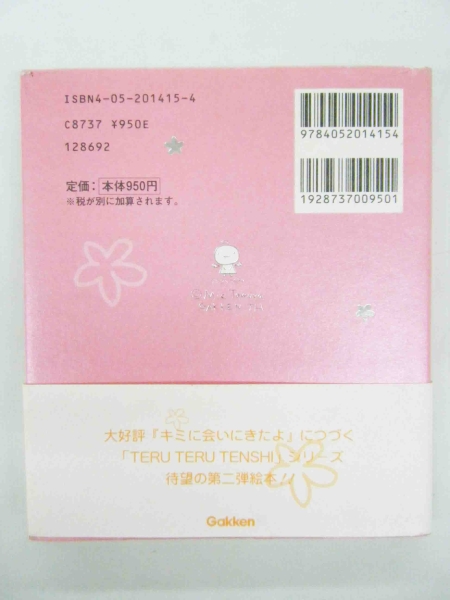 ISBN4-05-201415-4
C8737 ¥950E
128692
定価：本体950円
※税が別に加算されます。
9784052014154
1928737009501
大好評「キミに会いにきたよ」につづく
「TERU TERU TENSHI」シリーズ
待望の第二弾絵本！
Gakken